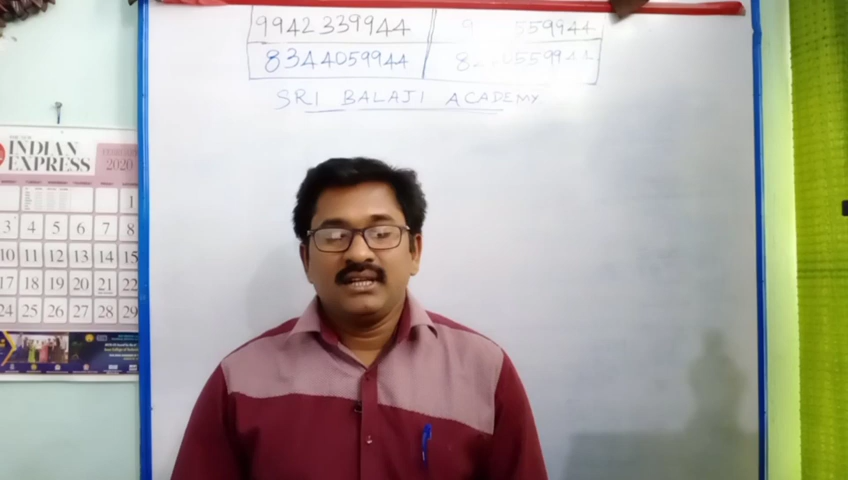 9942339944
559944
8344059944
SRI BALAJI ACADEMY
INDIAN
EXPRESS
2020
1
3 4 5 6 7 8
10 11 12 13 14 15
17 18 19 20 21 22
24 25 26 27 28 29